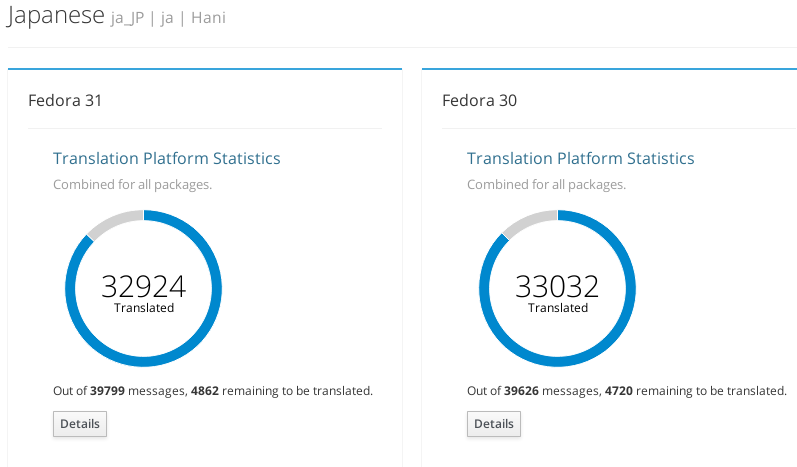 Japanese ja_JP | ja | Hani
Fedora 31
Translation Platform Statistics
Combined for all packages.
32924
Translated
Out of 39799 messages, 4862 remaining to be translated.
Details
Fedora 30
Translation Platform Statistics
Combined for all packages.
33032
Translated
Out of 39626 messages, 4720 remaining to be translated.
Details